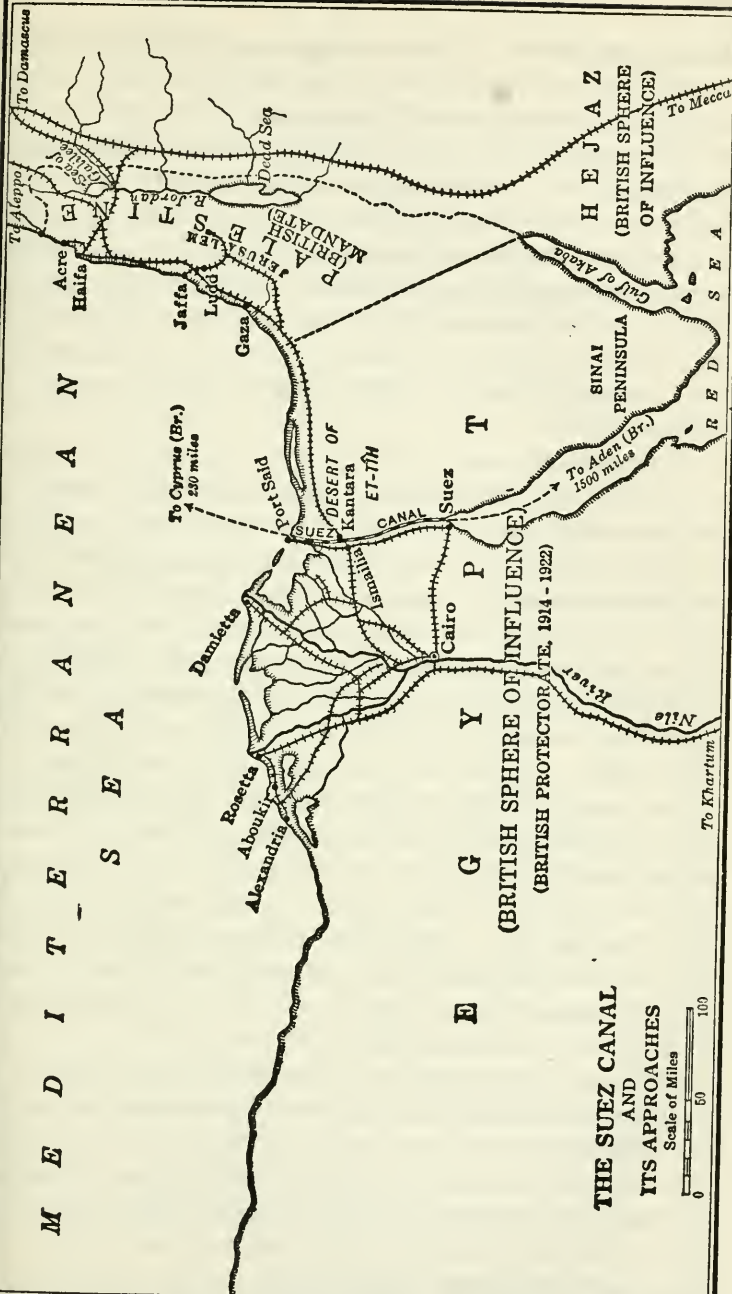 MEDITERRANEAN
SEA
To Aleppo
To Damascus
Acre
Haifa
Sea of
Galilee
Jaffa
Ludd
JERUSALEM
R. Jordan
Dead Sea
Gaza
PALESTINE
(BRITISH
MANDATE)
To Cyprus (Br.)
230 miles
Port Said
Damietta
Rosetta
Aboukir
Alexandria
SUEZ
CANAL
DESERT OF
ET-TÎH
Kantara
Ismailia
Suez
Cairo
HEJAZ
(BRITISH SPHERE
OF INFLUENCE)
To Mecca
Gulf of Akaba
SINAI
PENINSULA
RED SEA
To Aden (Br.)
1500 miles
EGYPT
(BRITISH SPHERE OF INFLUENCE)
(BRITISH PROTECTORATE, 1914-1922)
River
Nile
To Khartum
THE SUEZ CANAL
AND
ITS APPROACHES
Scale of Miles
0 50 100